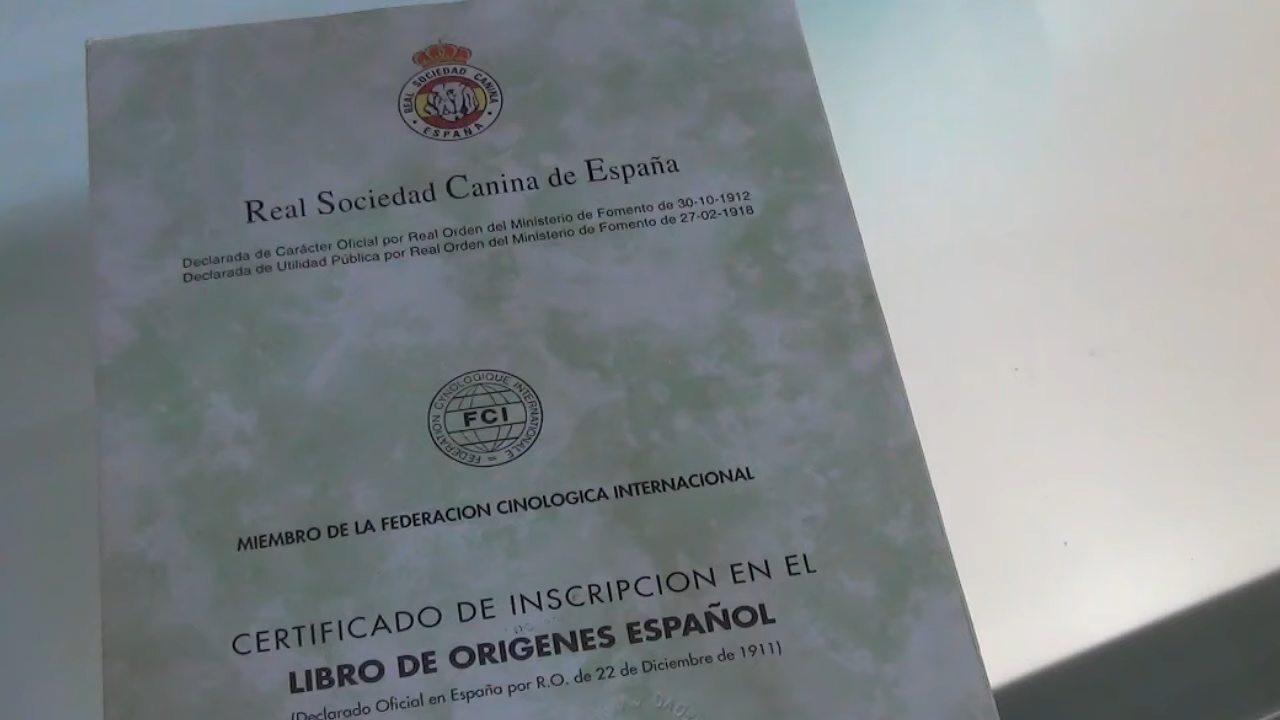 REAL SOCIEDAD CANINA
ESPAÑA
Real Sociedad Canina de España
Declarada de Carácter Oficial por Real Orden del Ministerio de Fomento de 30-10-1912
Declarada de Utilidad Pública por Real Orden del Ministerio de Fomento de 27-02-1918
FEDERATION CYNOLOGIQUE INTERNATIONALE
FCI
MIEMBRO DE LA FEDERACION CINOLOGICA INTERNACIONAL
CERTIFICADO DE INSCRIPCION EN EL
LIBRO DE ORIGENES ESPAÑOL
(Declarado Oficial en España por R.O. de 22 de Diciembre de 1911)